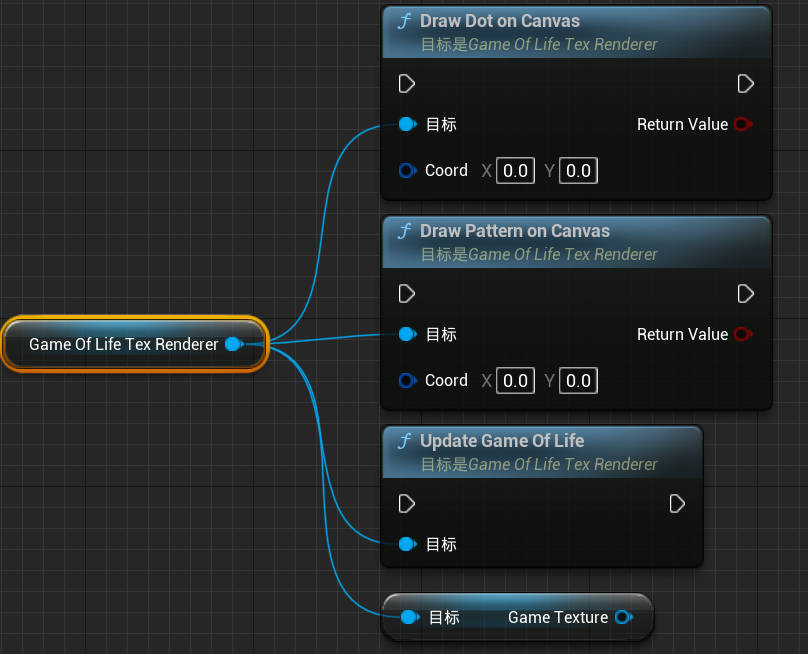 Draw Dot on Canvas
目标是Game Of Life Tex Renderer
目标 Return Value
Coord X 0.0 Y 0.0
Draw Pattern on Canvas
目标是Game Of Life Tex Renderer
Game Of Life Tex Renderer
目标 Return Value
Coord X 0.0 Y 0.0
Update Game Of Life
目标是Game Of Life Tex Renderer
目标
目标 Game Texture